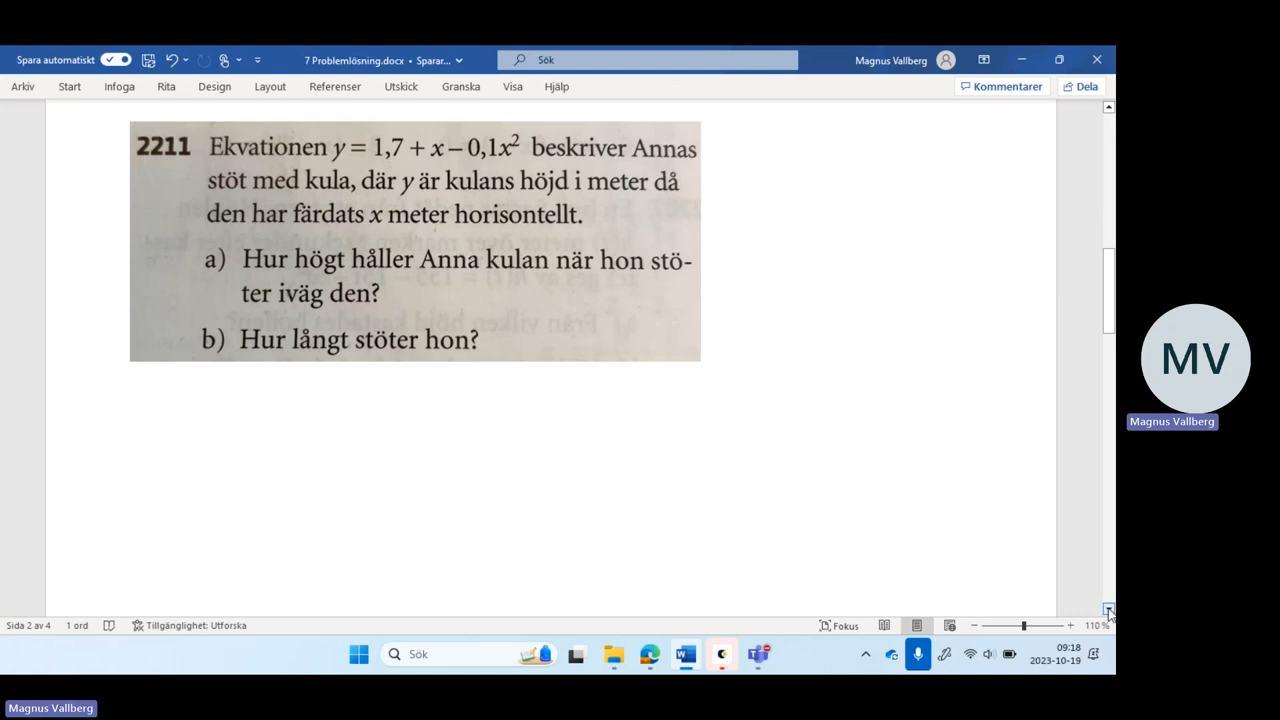 Spara automatiskt
7 Problemlösning.docx • Sparar...
Sök
Magnus Vallberg
Arkiv Start Infoga Rita Design Layout Referenser Utskick Granska Visa Hjälp
Kommentarer Dela
2211 Ekvationen y = 1,7 + x – 0,1x² beskriver Annas
stöt med kula, där y är kulans höjd i meter då
den har färdats x meter horisontellt.
a) Hur högt håller Anna kulan när hon stö-
ter iväg den?
b) Hur långt stöter hon?
MV
Magnus Vallberg
Sida 2 av 4 1 ord Tillgänglighet: Utforska
Fokus
110 %
Sök
09:18
2023-10-19
Magnus Vallberg